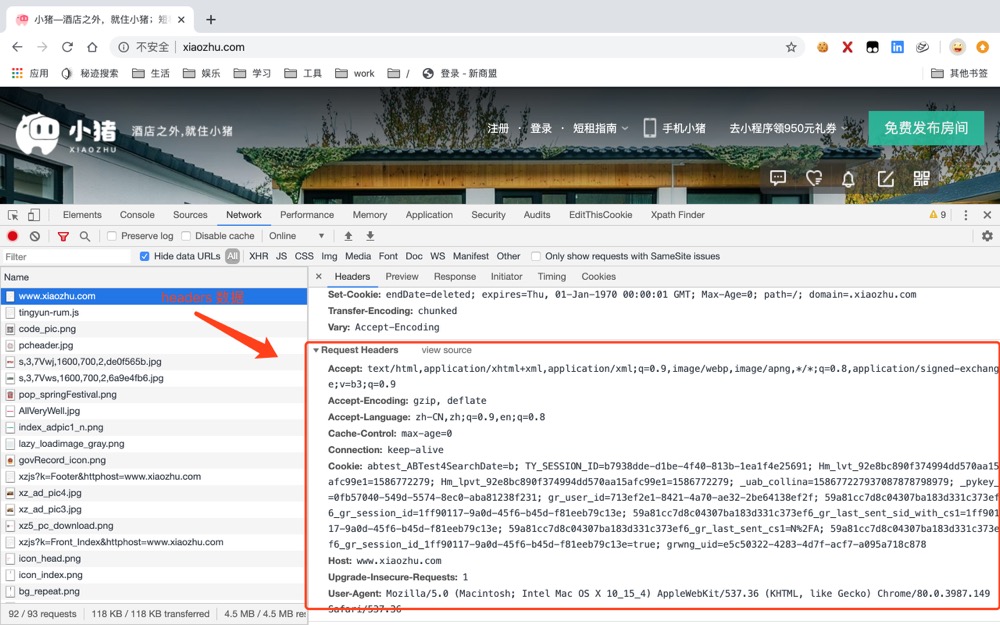 小猪—酒店之外，就住小猪；短
不安全 xiaozhu.com
应用 秘迹搜索 生活 娱乐 学习 工具 work / 登录 - 新商盟 其他书签
小猪 XIAOZHU 酒店之外,就住小猪 注册 · 登录 · 短租指南 手机小猪 去小程序领950元礼券 免费发布房间
Elements Console Sources Network Performance Memory Application Security Audits EditThisCookie Xpath Finder 9
Preserve log Disable cache Online
Filter Hide data URLs All XHR JS CSS Img Media Font Doc WS Manifest Other Only show requests with SameSite issues
Name
www.xiaozhu.com
headers 数据
tingyun-rum.js
code_pic.png
pcheader.jpg
s,3,7Vwj,1600,700,2,de0f565b.jpg
s,3,7Vws,1600,700,2,6a9e4fb6.jpg
pop_springFestival.png
AllVeryWell.jpg
index_adpic1_n.png
lazy_loadimage_gray.png
govRecord_icon.png
xzjs?k=Footer&httphost=www.xiaozhu.com
xz_ad_pic4.jpg
xz_ad_pic3.jpg
xz5_pc_download.png
xzjs?k=Front_Index&httphost=www.xiaozhu.com
icon_head.png
icon_index.png
bg_repeat.png
92 / 93 requests 118 KB / 118 KB transferred 4.5 MB / 4.5 MB res
Headers Preview Response Initiator Timing Cookies
Set-Cookie: endDate=deleted; expires=Thu, 01-Jan-1970 00:00:01 GMT; Max-Age=0; path=/; domain=.xiaozhu.com
Transfer-Encoding: chunked
Vary: Accept-Encoding
Request Headers view source
Accept: text/html,application/xhtml+xml,application/xml;q=0.9,image/webp,image/apng,*/*;q=0.8,application/signed-exchang
e;v=b3;q=0.9
Accept-Encoding: gzip, deflate
Accept-Language: zh-CN,zh;q=0.9,en;q=0.8
Cache-Control: max-age=0
Connection: keep-alive
Cookie: abtest_ABTest4SearchDate=b; TY_SESSION_ID=b7938dde-d1be-4f40-813b-1ea1f4e25691; Hm_lvt_92e8bc890f374994dd570aa15
afc99e1=1586772279; Hm_lpvt_92e8bc890f374994dd570aa15afc99e1=1586772279; _uab_collina=158677227937087878798977; _pykey_
=0fb57040-549d-5574-8ec0-aba81238f231; gr_user_id=713ef2e1-8421-4a70-ae32-2be64138ef2f; 59a81cc7d8c04307ba183d331c373ef
6_gr_session_id=1ff90117-9a0d-45f6-b45d-f81eeb79c13e; 59a81cc7d8c04307ba183d331c373ef6_gr_last_sent_sid_with_cs1=1ff901
17-9a0d-45f6-b45d-f81eeb79c13e; 59a81cc7d8c04307ba183d331c373ef6_gr_last_sent_cs1=N%2FA; 59a81cc7d8c04307ba183d331c373e
f6_gr_session_id_1ff90117-9a0d-45f6-b45d-f81eeb79c13e=true; grwng_uid=e5c50322-4283-4d7f-acf7-a095a718c878
Host: www.xiaozhu.com
Upgrade-Insecure-Requests: 1
User-Agent: Mozilla/5.0 (Macintosh; Intel Mac OS X 10_15_4) AppleWebKit/537.36 (KHTML, like Gecko) Chrome/80.0.3987.149
Safari/537.36